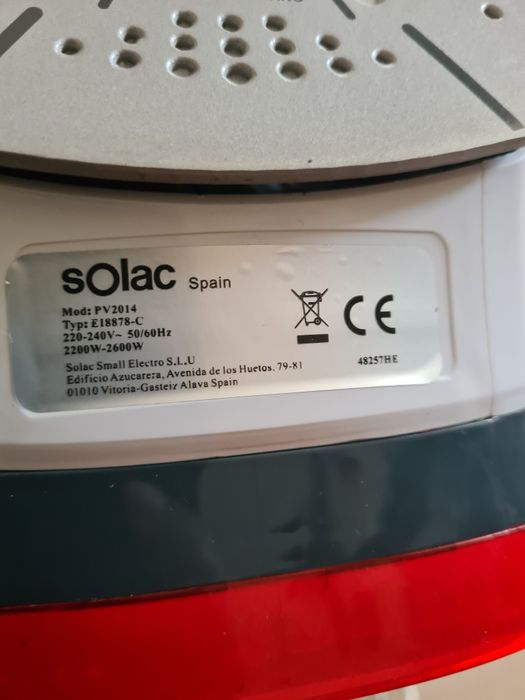 solac Spain
Mod: PV2014
Typ: E18878-C
220-240V~ 50/60Hz
2200W-2600W
Solac Small Electro S.L.U
Edificio Azucarera, Avenida de los Huetos. 79-81
01010 Vitoria-Gasteiz Alava Spain
CE
48257HE